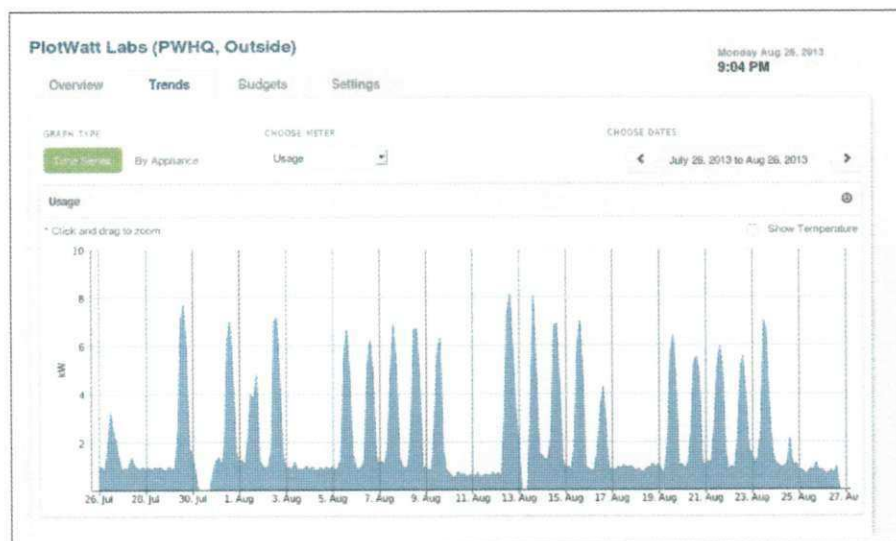 PlotWatt Labs (PWHQ, Outside)
Monday Aug 26, 2013
9:04 PM
Overview Trends Budgets Settings
GRAPH TYPE CHOOSE METER CHOOSE DATES
Time Series By Appliance Usage July 26, 2013 to Aug 26, 2013
Usage
* Click and drag to zoom Show Temperature
10
8
6
4
2
kW
26. Jul 28. Jul 30. Jul 1. Aug 3. Aug 5. Aug 7. Aug 9. Aug 11. Aug 13. Aug 15. Aug 17. Aug 19. Aug 21. Aug 23. Aug 25. Aug 27. Au